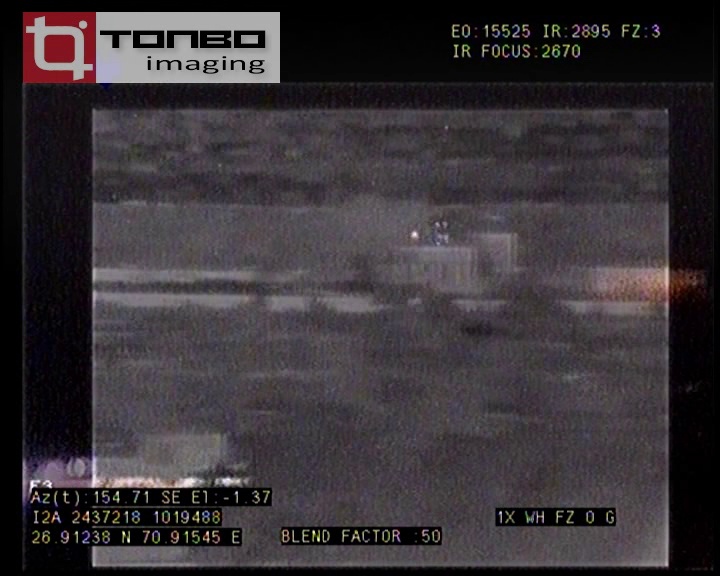 TONBO
imaging
EO:15525 IR:2895 FZ:3
IR FOCUS:2670
Az(t):154.71 SE El:-1.37
I2A 2437218 1019488
26.91238 N 70.91545 E
BLEND FACTOR :50
1X WH FZ 0 G